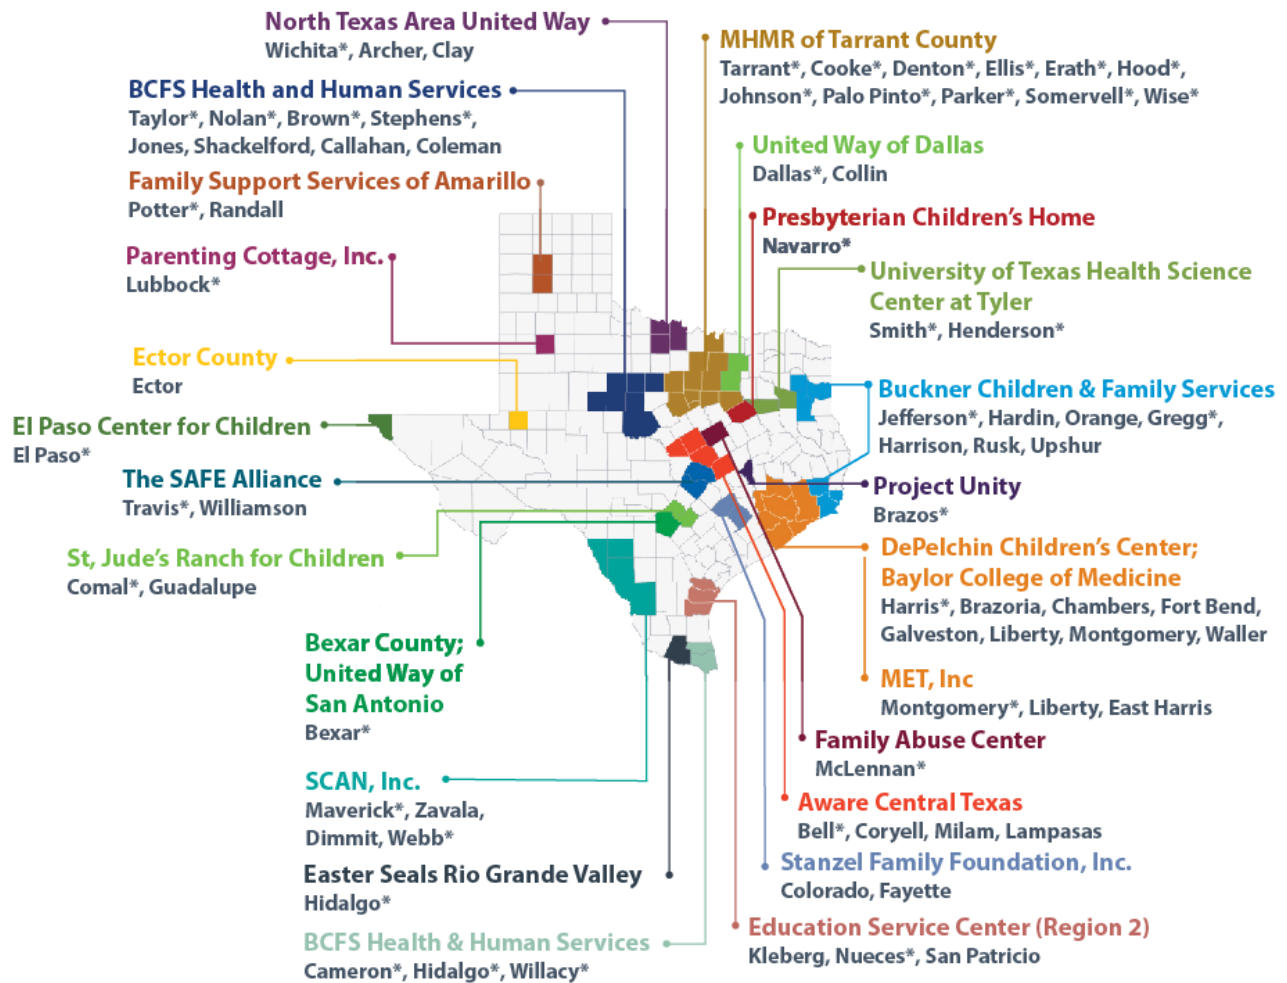 North Texas Area United Way
Wichita*, Archer, Clay
MHMR of Tarrant County
Tarrant*, Cooke*, Denton*, Ellis*, Erath*, Hood*,
Johnson*, Palo Pinto*, Parker*, Somervell*, Wise*
BCFS Health and Human Services
Taylor*, Nolan*, Brown*, Stephens*,
Jones, Shackelford, Callahan, Coleman
United Way of Dallas
Dallas*, Collin
Family Support Services of Amarillo
Potter*, Randall
Presbyterian Children's Home
Navarro*
Parenting Cottage, Inc.
Lubbock*
University of Texas Health Science
Center at Tyler
Smith*, Henderson*
Ector County
Ector
Buckner Children & Family Services
Jefferson*, Hardin, Orange, Gregg*,
Harrison, Rusk, Upshur
El Paso Center for Children
El Paso*
The SAFE Alliance
Travis*, Williamson
Project Unity
Brazos*
St, Jude's Ranch for Children
Comal*, Guadalupe
DePelchin Children's Center;
Baylor College of Medicine
Harris*, Brazoria, Chambers, Fort Bend,
Galveston, Liberty, Montgomery, Waller
Bexar County;
United Way of
San Antonio
Bexar*
MET, Inc
Montgomery*, Liberty, East Harris
Family Abuse Center
McLennan*
SCAN, Inc.
Maverick*, Zavala,
Dimmit, Webb*
Aware Central Texas
Bell*, Coryell, Milam, Lampasas
Easter Seals Rio Grande Valley
Hidalgo*
Stanzel Family Foundation, Inc.
Colorado, Fayette
BCFS Health & Human Services
Cameron*, Hidalgo*, Willacy*
Education Service Center (Region 2)
Kleberg, Nueces*, San Patricio